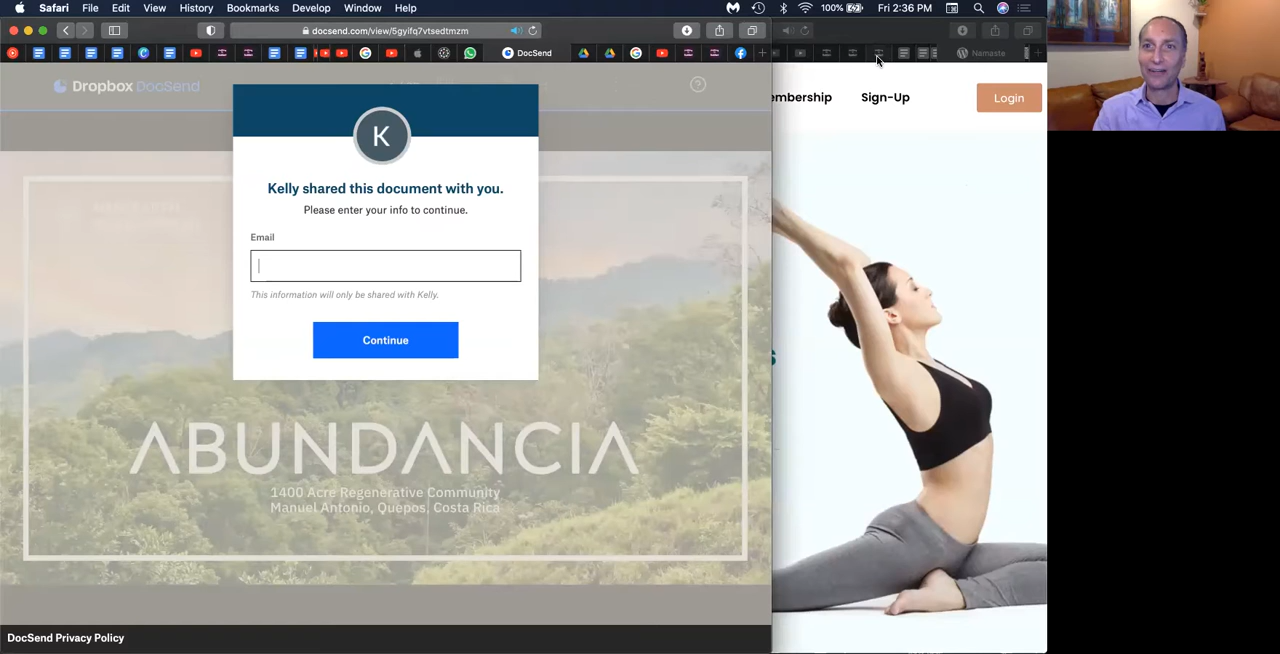 Safari File Edit View History Bookmarks Develop Window Help 100% Fri 2:36 PM
docsend.com/view/5gyifq7vtsedtmzm
DocSend
Namaste
Dropbox DocSend
embership Sign-Up Login
K
Kelly shared this document with you.
Please enter your info to continue.
Email
This information will only be shared with Kelly.
Continue
ABUNDANCIA
1400 Acre Regenerative Community
Manuel Antonio, Quepos, Costa Rica
DocSend Privacy Policy